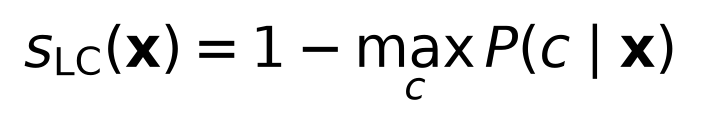 s_LC(x) = 1 − max_c P(c | x)